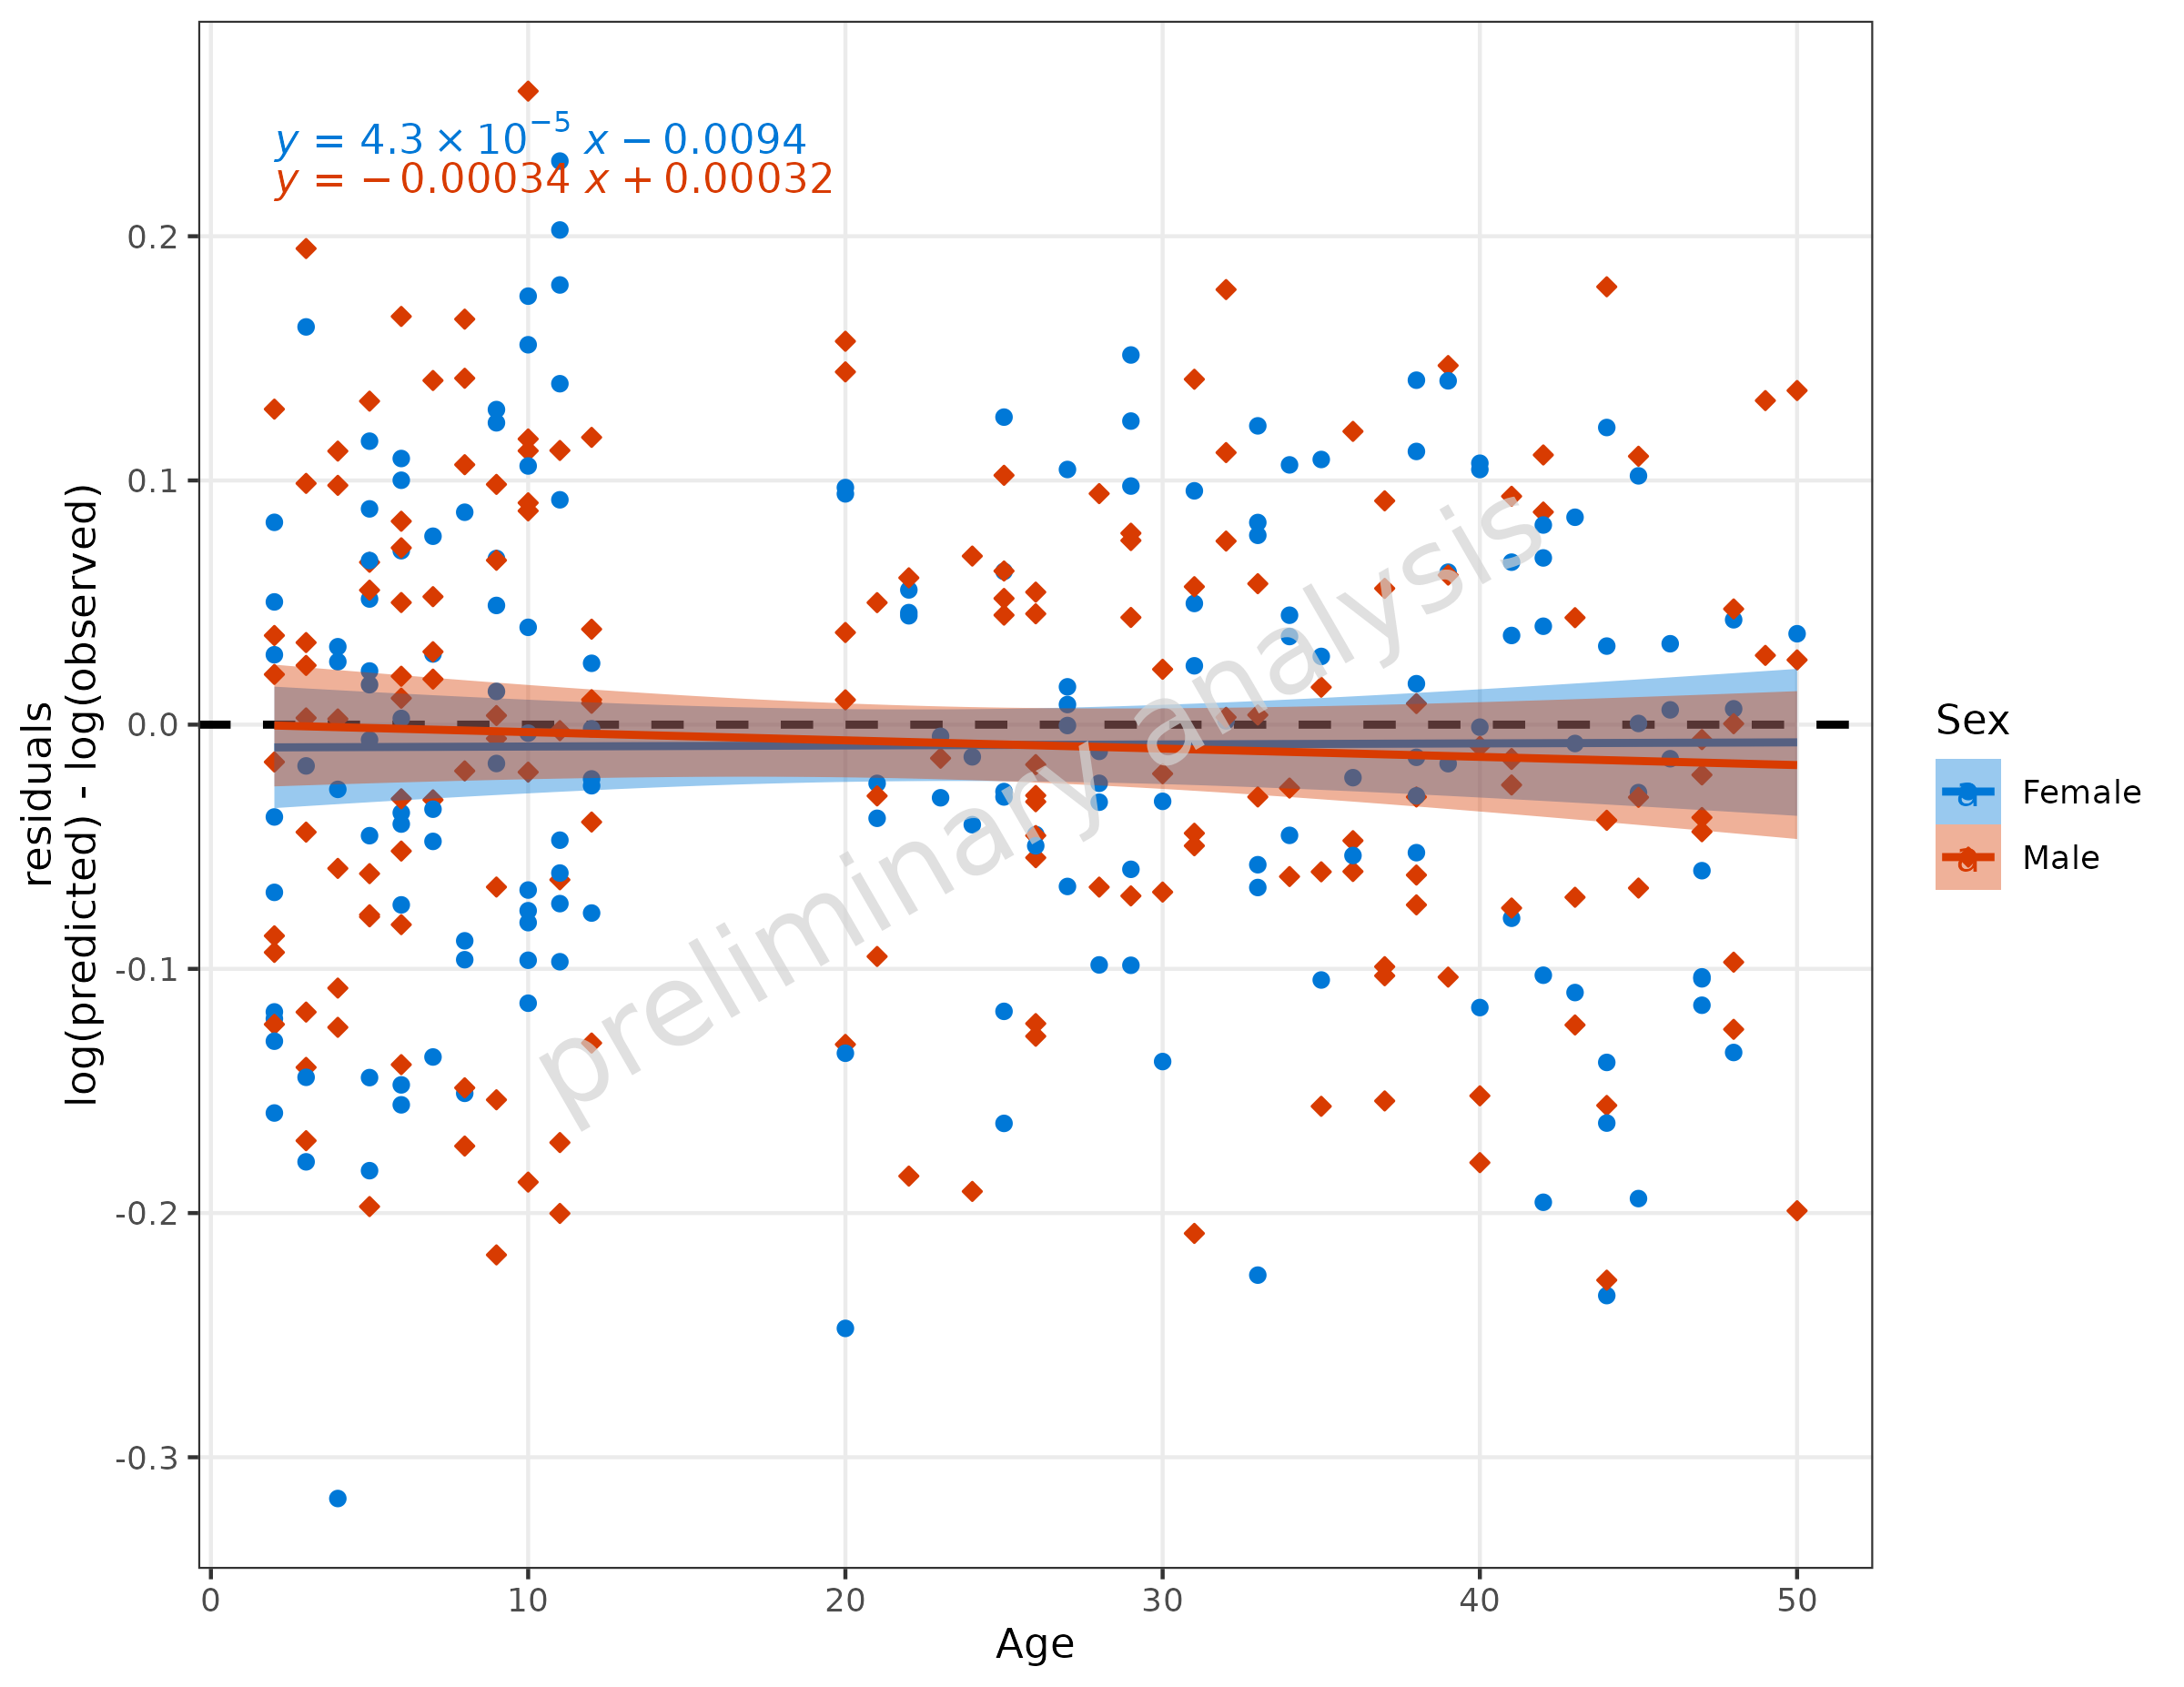 y = 4.3 × 10⁻⁵ x − 0.0094
y = − 0.00034 x + 0.00032
0.2
0.1
0.0
-0.1
-0.2
-0.3
residuals
log(predicted) - log(observed)
preliminary analysis
0 10 20 30 40 50
Age
Sex
a Female
a Male